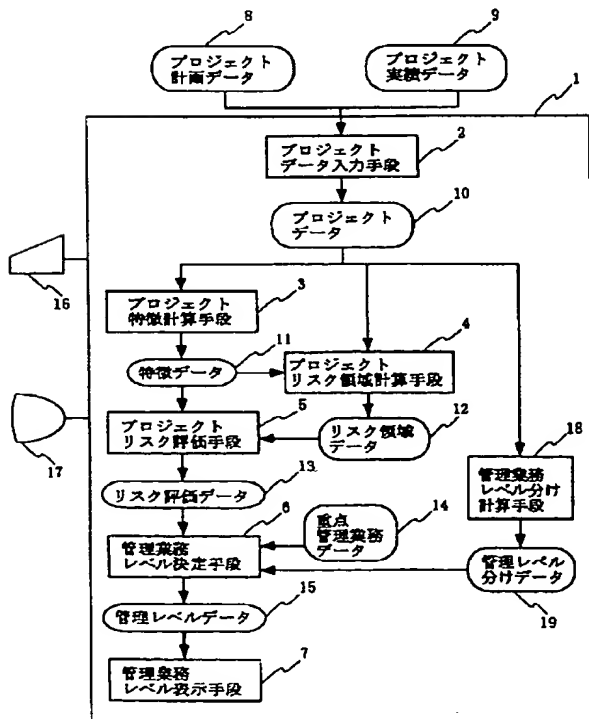 8
9
プロジェクト
計画データ
プロジェクト
実績データ
1
2
プロジェクト
データ入力手段
10
プロジェクト
データ
16
3
プロジェクト
特徴計算手段
4
11
特徴データ
プロジェクト
リスク領域計算手段
5
プロジェクト
リスク評価手段
12
リスク領域
データ
17
18
管理業務
レベル分け
計算手段
13
リスク評価データ
6
14
重点
管理業務
データ
管理業務
レベル決定手段
15
管理レベル
分けデータ
19
管理レベルデータ
7
管理業務
レベル表示手段